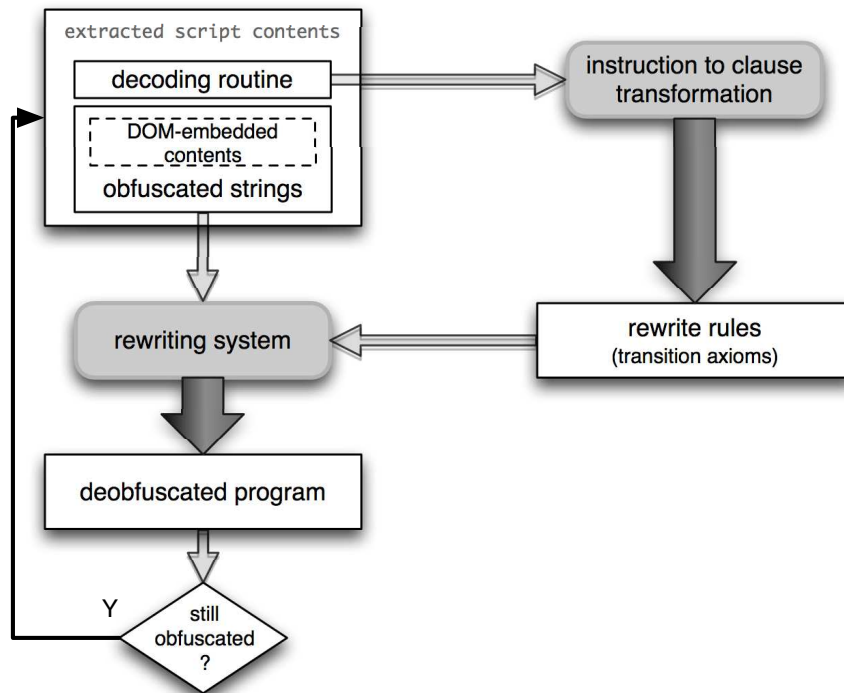 extracted script contents
decoding routine
DOM-embedded
contents
obfuscated strings
instruction to clause
transformation
rewriting system
rewrite rules
(transition axioms)
deobfuscated program
Y
still
obfuscated
?